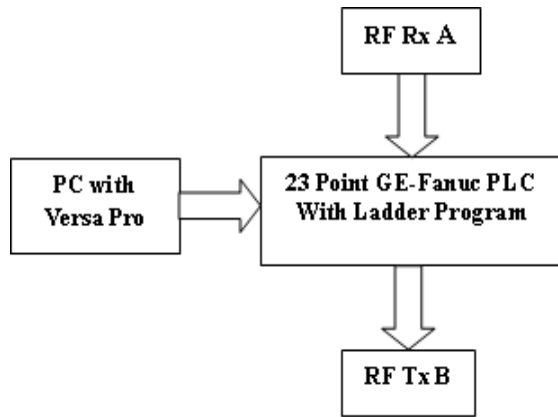 RF Rx A
PC with
Versa Pro
23 Point GE-Fanuc PLC
With Ladder Program
RF Tx B